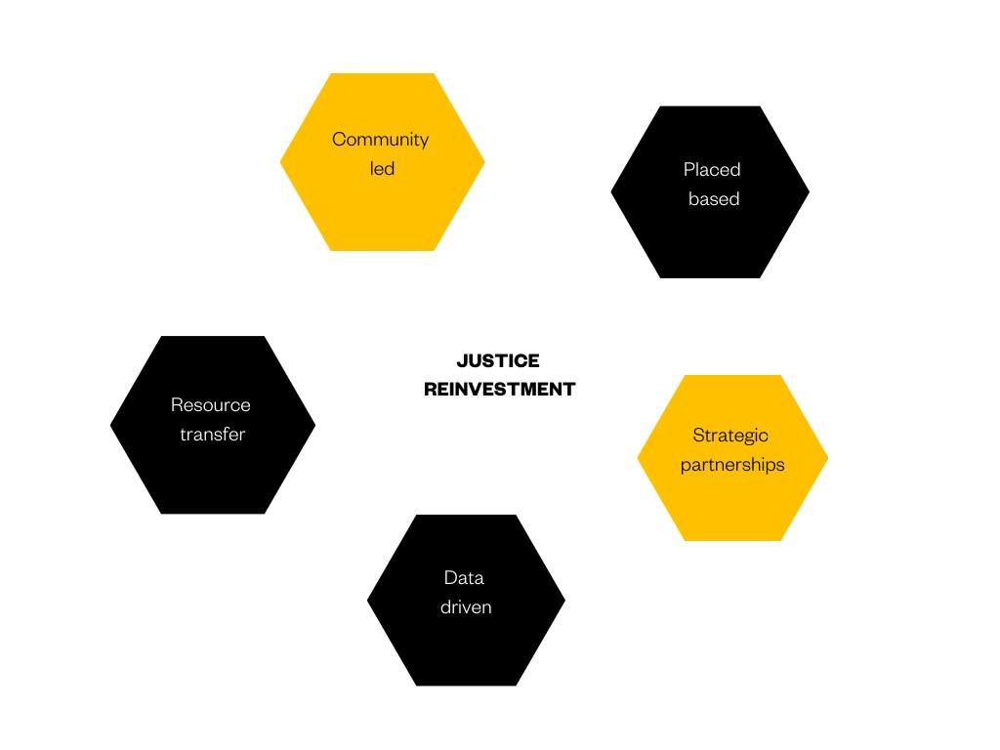 Community
led
Placed
based
JUSTICE
REINVESTMENT
Resource
transfer
Strategic
partnerships
Data
driven